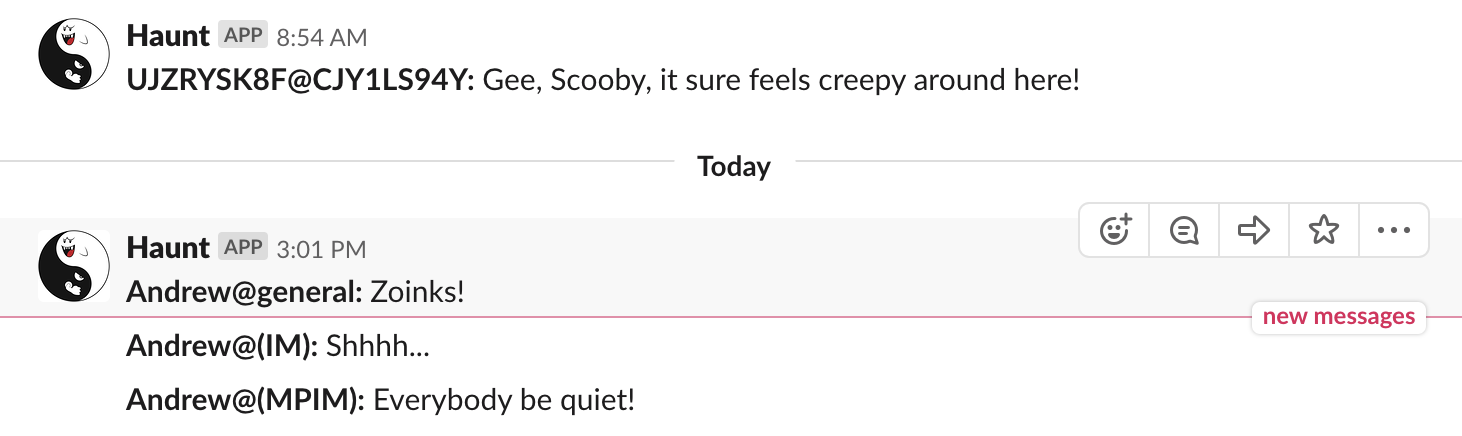 Haunt APP 8:54 AM
UJZRYSK8F@CJY1LS94Y: Gee, Scooby, it sure feels creepy around here!
Today
Haunt APP 3:01 PM
Andrew@general: Zoinks!
new messages
Andrew@(IM): Shhhh...
Andrew@(MPIM): Everybody be quiet!